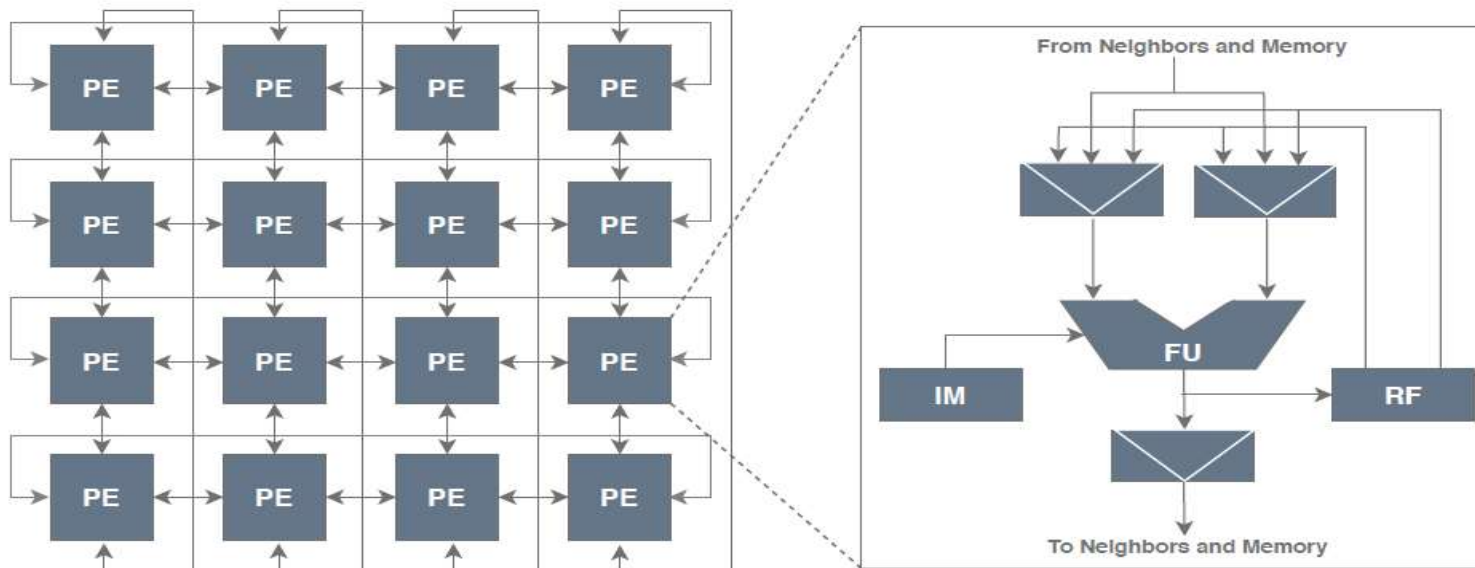 PE PE PE PE
PE PE PE PE
PE PE PE PE
PE PE PE PE
From Neighbors and Memory
FU
IM
RF
To Neighbors and Memory